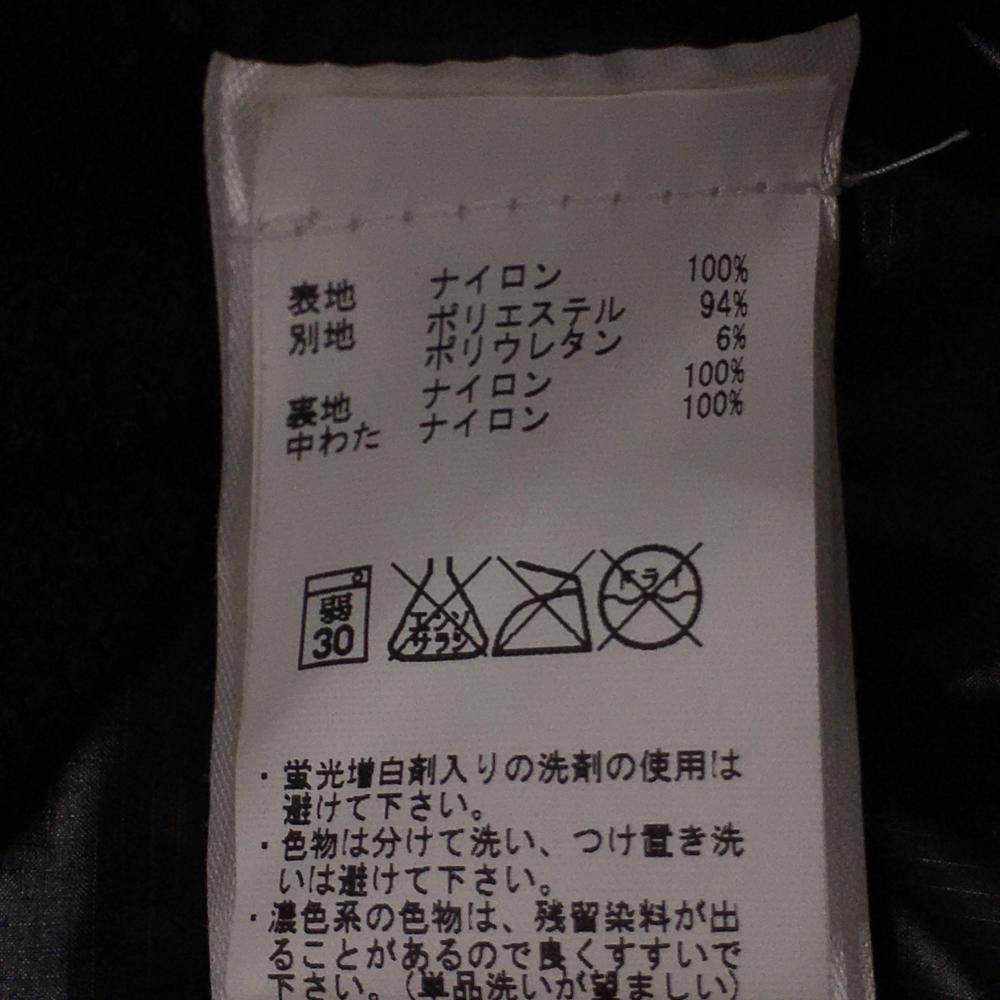 表地 ナイロン 100%
別地 ポリエステル 94%
ポリウレタン 6%
裏地 ナイロン 100%
中わた ナイロン 100%
弱 30 エンソ サラシ ドライ
・蛍光増白剤入りの洗剤の使用は
避けて下さい。
・色物は分けて洗い、つけ置き洗
いは避けて下さい。
・濃色系の色物は、残留染料が出
ることがあるので良くすすいで
下さい。（単品洗いが望ましい）